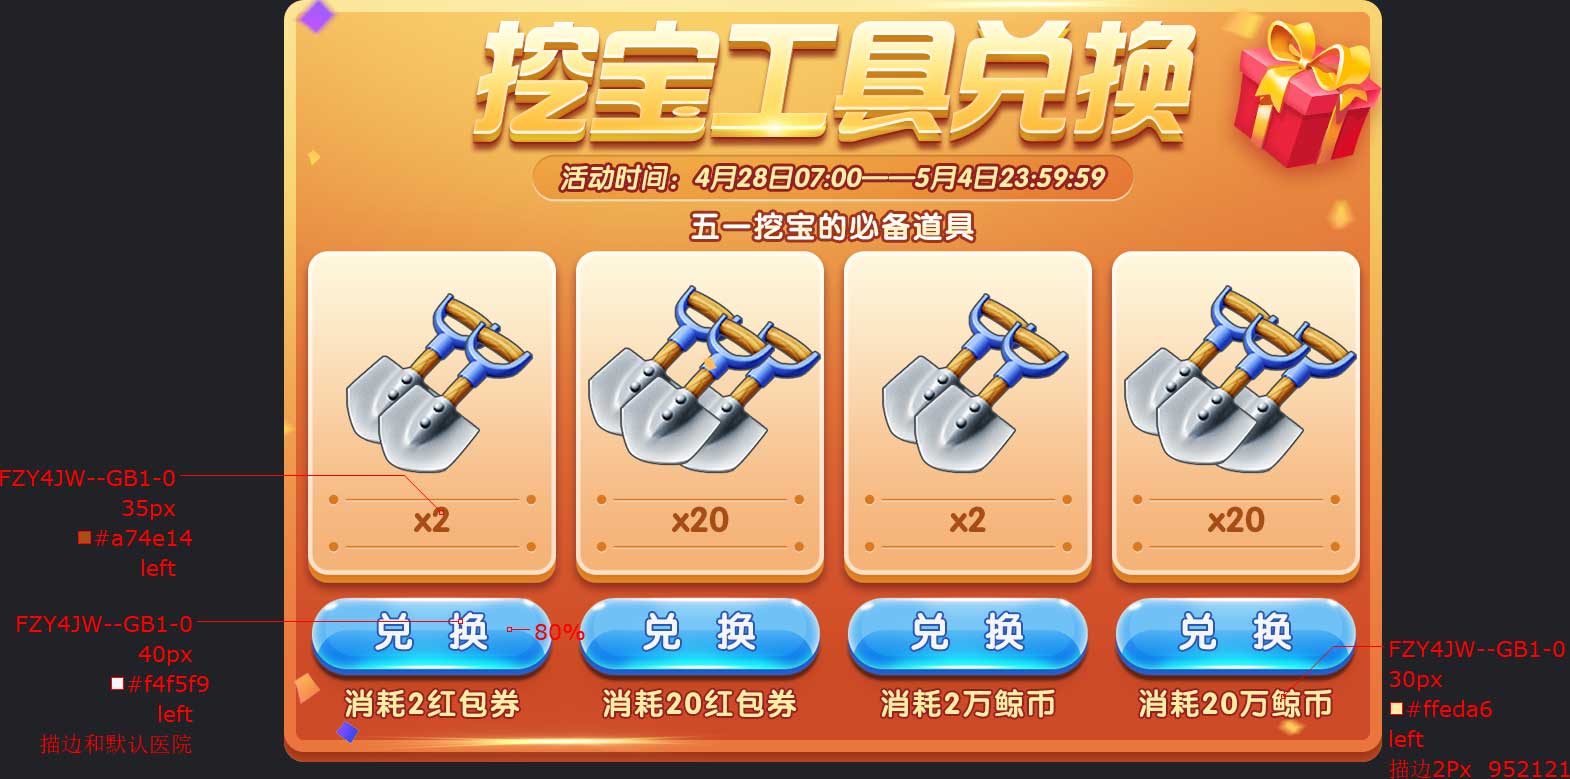 挖宝工具兑换
活动时间：4月28日07:00——5月4日23:59:59
五一挖宝的必备道具
x2
x20
x2
x20
兑 换
兑 换
兑 换
兑 换
消耗2红包券
消耗20红包券
消耗2万鲸币
消耗20万鲸币
FZY4JW--GB1-0
35px
#a74e14
left
FZY4JW--GB1-0
40px
#f4f5f9
left
描边和默认医院
80%
FZY4JW--GB1-0
30px
#ffeda6
left
描边2Px 952121